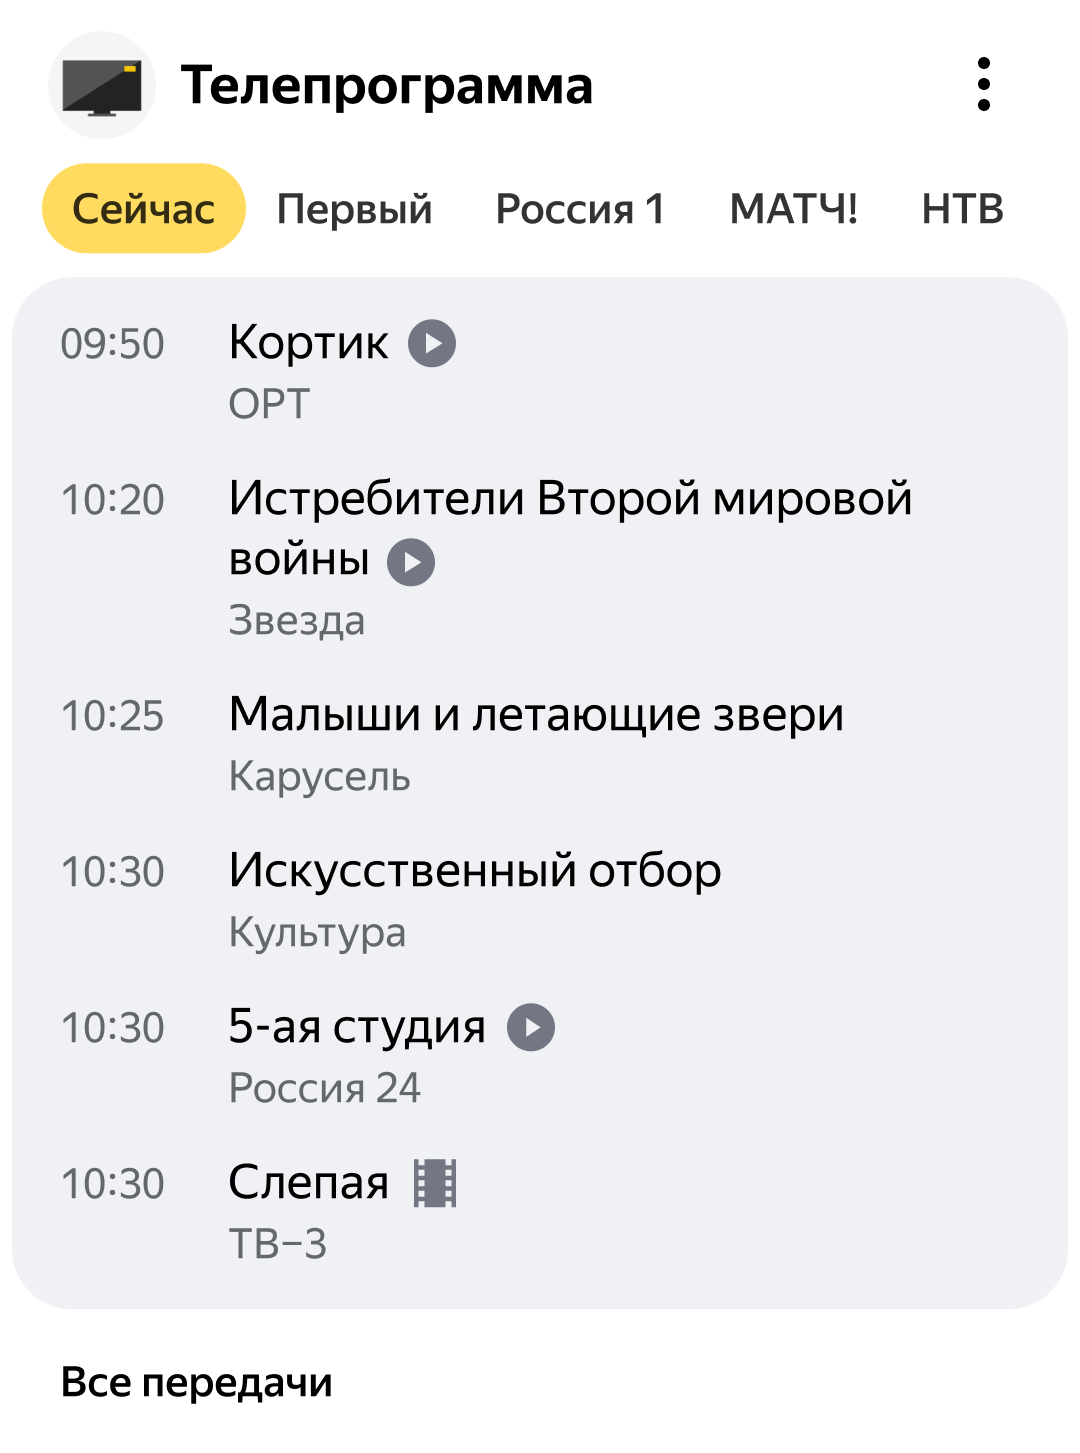 Телепрограмма
Сейчас Первый Россия 1 МАТЧ! НТВ
09:50 Кортик
ОРТ
10:20 Истребители Второй мировой
войны
Звезда
10:25 Малыши и летающие звери
Карусель
10:30 Искусственный отбор
Культура
10:30 5-ая студия
Россия 24
10:30 Слепая
ТВ–3
Все передачи